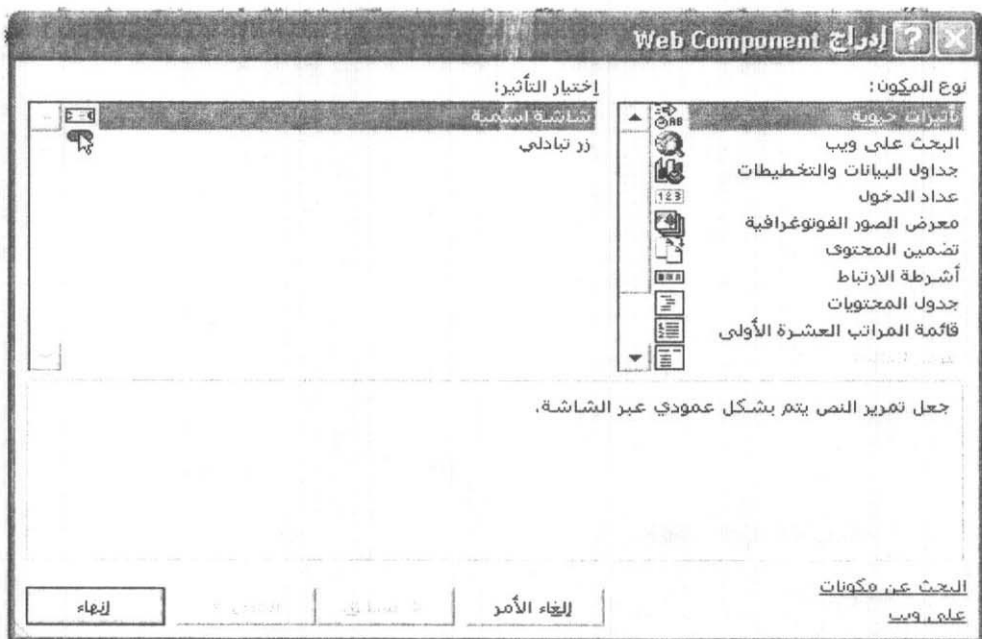 إدراج Web Component
نوع المكون:
تأثيرات حيوية
البحث على ويب
جداول البيانات والتخطيطات
عداد الدخول
معرض الصور الفوتوغرافية
تضمين المحتوى
أشرطة الارتباط
جدول المحتويات
قائمة المراتب العشرة الأولى
إختيار التأثير:
شاشة اسمية
زر تبادلي
جعل تمرير النص يتم بشكل عمودي عبر الشاشة.
البحث عن مكونات
على ويب
إلغاء الأمر
إنهاء